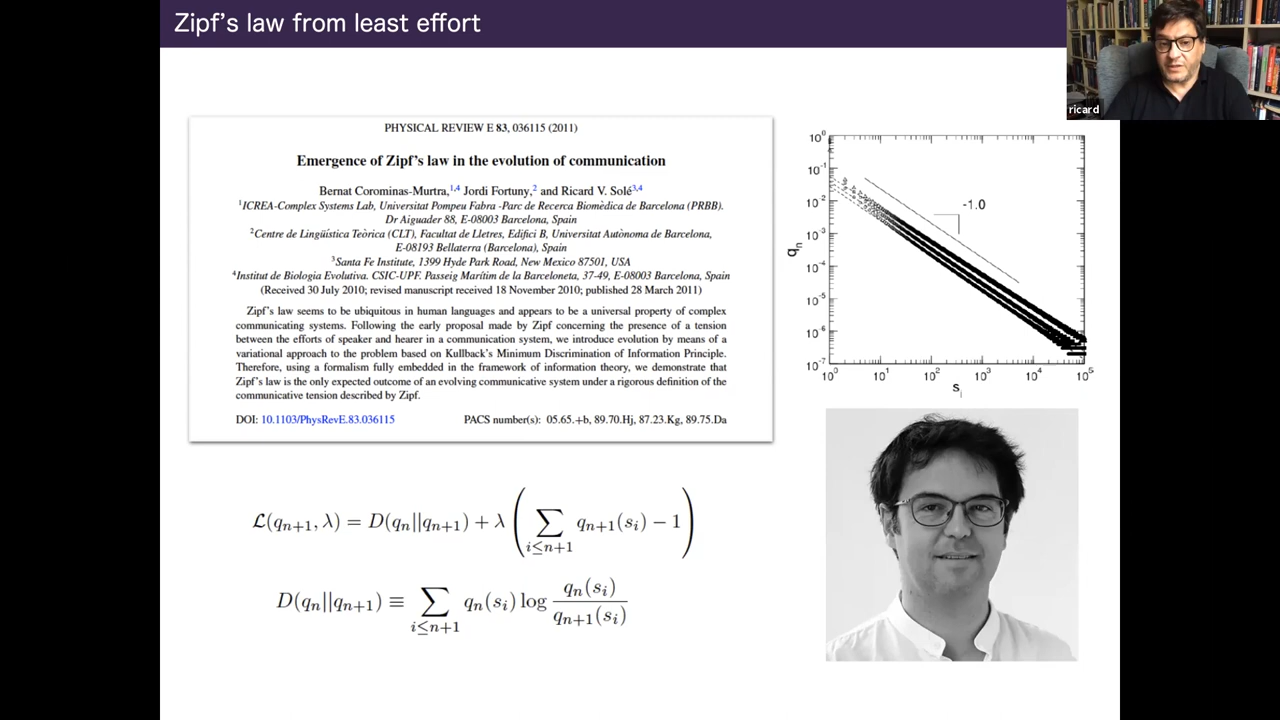 Zipf's law from least effort
ricard
PHYSICAL REVIEW E 83, 036115 (2011)
Emergence of Zipf's law in the evolution of communication
Bernat Corominas-Murtra,1,4 Jordi Fortuny,2 and Ricard V. Solé3,4
1ICREA-Complex Systems Lab, Universitat Pompeu Fabra -Parc de Recerca Biomèdica de Barcelona (PRBB).
Dr Aiguader 88, E-08003 Barcelona, Spain
2Centre de Lingüística Teòrica (CLT), Facultat de Lletres, Edifici B, Universitat Autònoma de Barcelona,
E-08193 Bellaterra (Barcelona), Spain
3Santa Fe Institute, 1399 Hyde Park Road, New Mexico 87501, USA
4Institut de Biologia Evolutiva. CSIC-UPF. Passeig Marítim de la Barceloneta, 37-49, E-08003 Barcelona, Spain
(Received 30 July 2010; revised manuscript received 18 November 2010; published 28 March 2011)
Zipf's law seems to be ubiquitous in human languages and appears to be a universal property of complex
communicating systems. Following the early proposal made by Zipf concerning the presence of a tension
between the efforts of speaker and hearer in a communication system, we introduce evolution by means of a
variational approach to the problem based on Kullback's Minimum Discrimination of Information Principle.
Therefore, using a formalism fully embedded in the framework of information theory, we demonstrate that
Zipf's law is the only expected outcome of an evolving communicative system under a rigorous definition of the
communicative tension described by Zipf.
DOI: 10.1103/PhysRevE.83.036115 PACS number(s): 05.65.+b, 89.70.Hj, 87.23.Kg, 89.75.Da
10^0
10^-1
10^-2
10^-3
10^-4
10^-5
10^-6
10^-7
q_n
-1.0
10^0 10^1 10^2 10^3 10^4 10^5
s_i
ℒ(q_{n+1}, λ) = D(q_n||q_{n+1}) + λ (∑_{i≤n+1} q_{n+1}(s_i) − 1)
D(q_n||q_{n+1}) ≡ ∑_{i≤n+1} q_n(s_i) log q_n(s_i)/q_{n+1}(s_i)